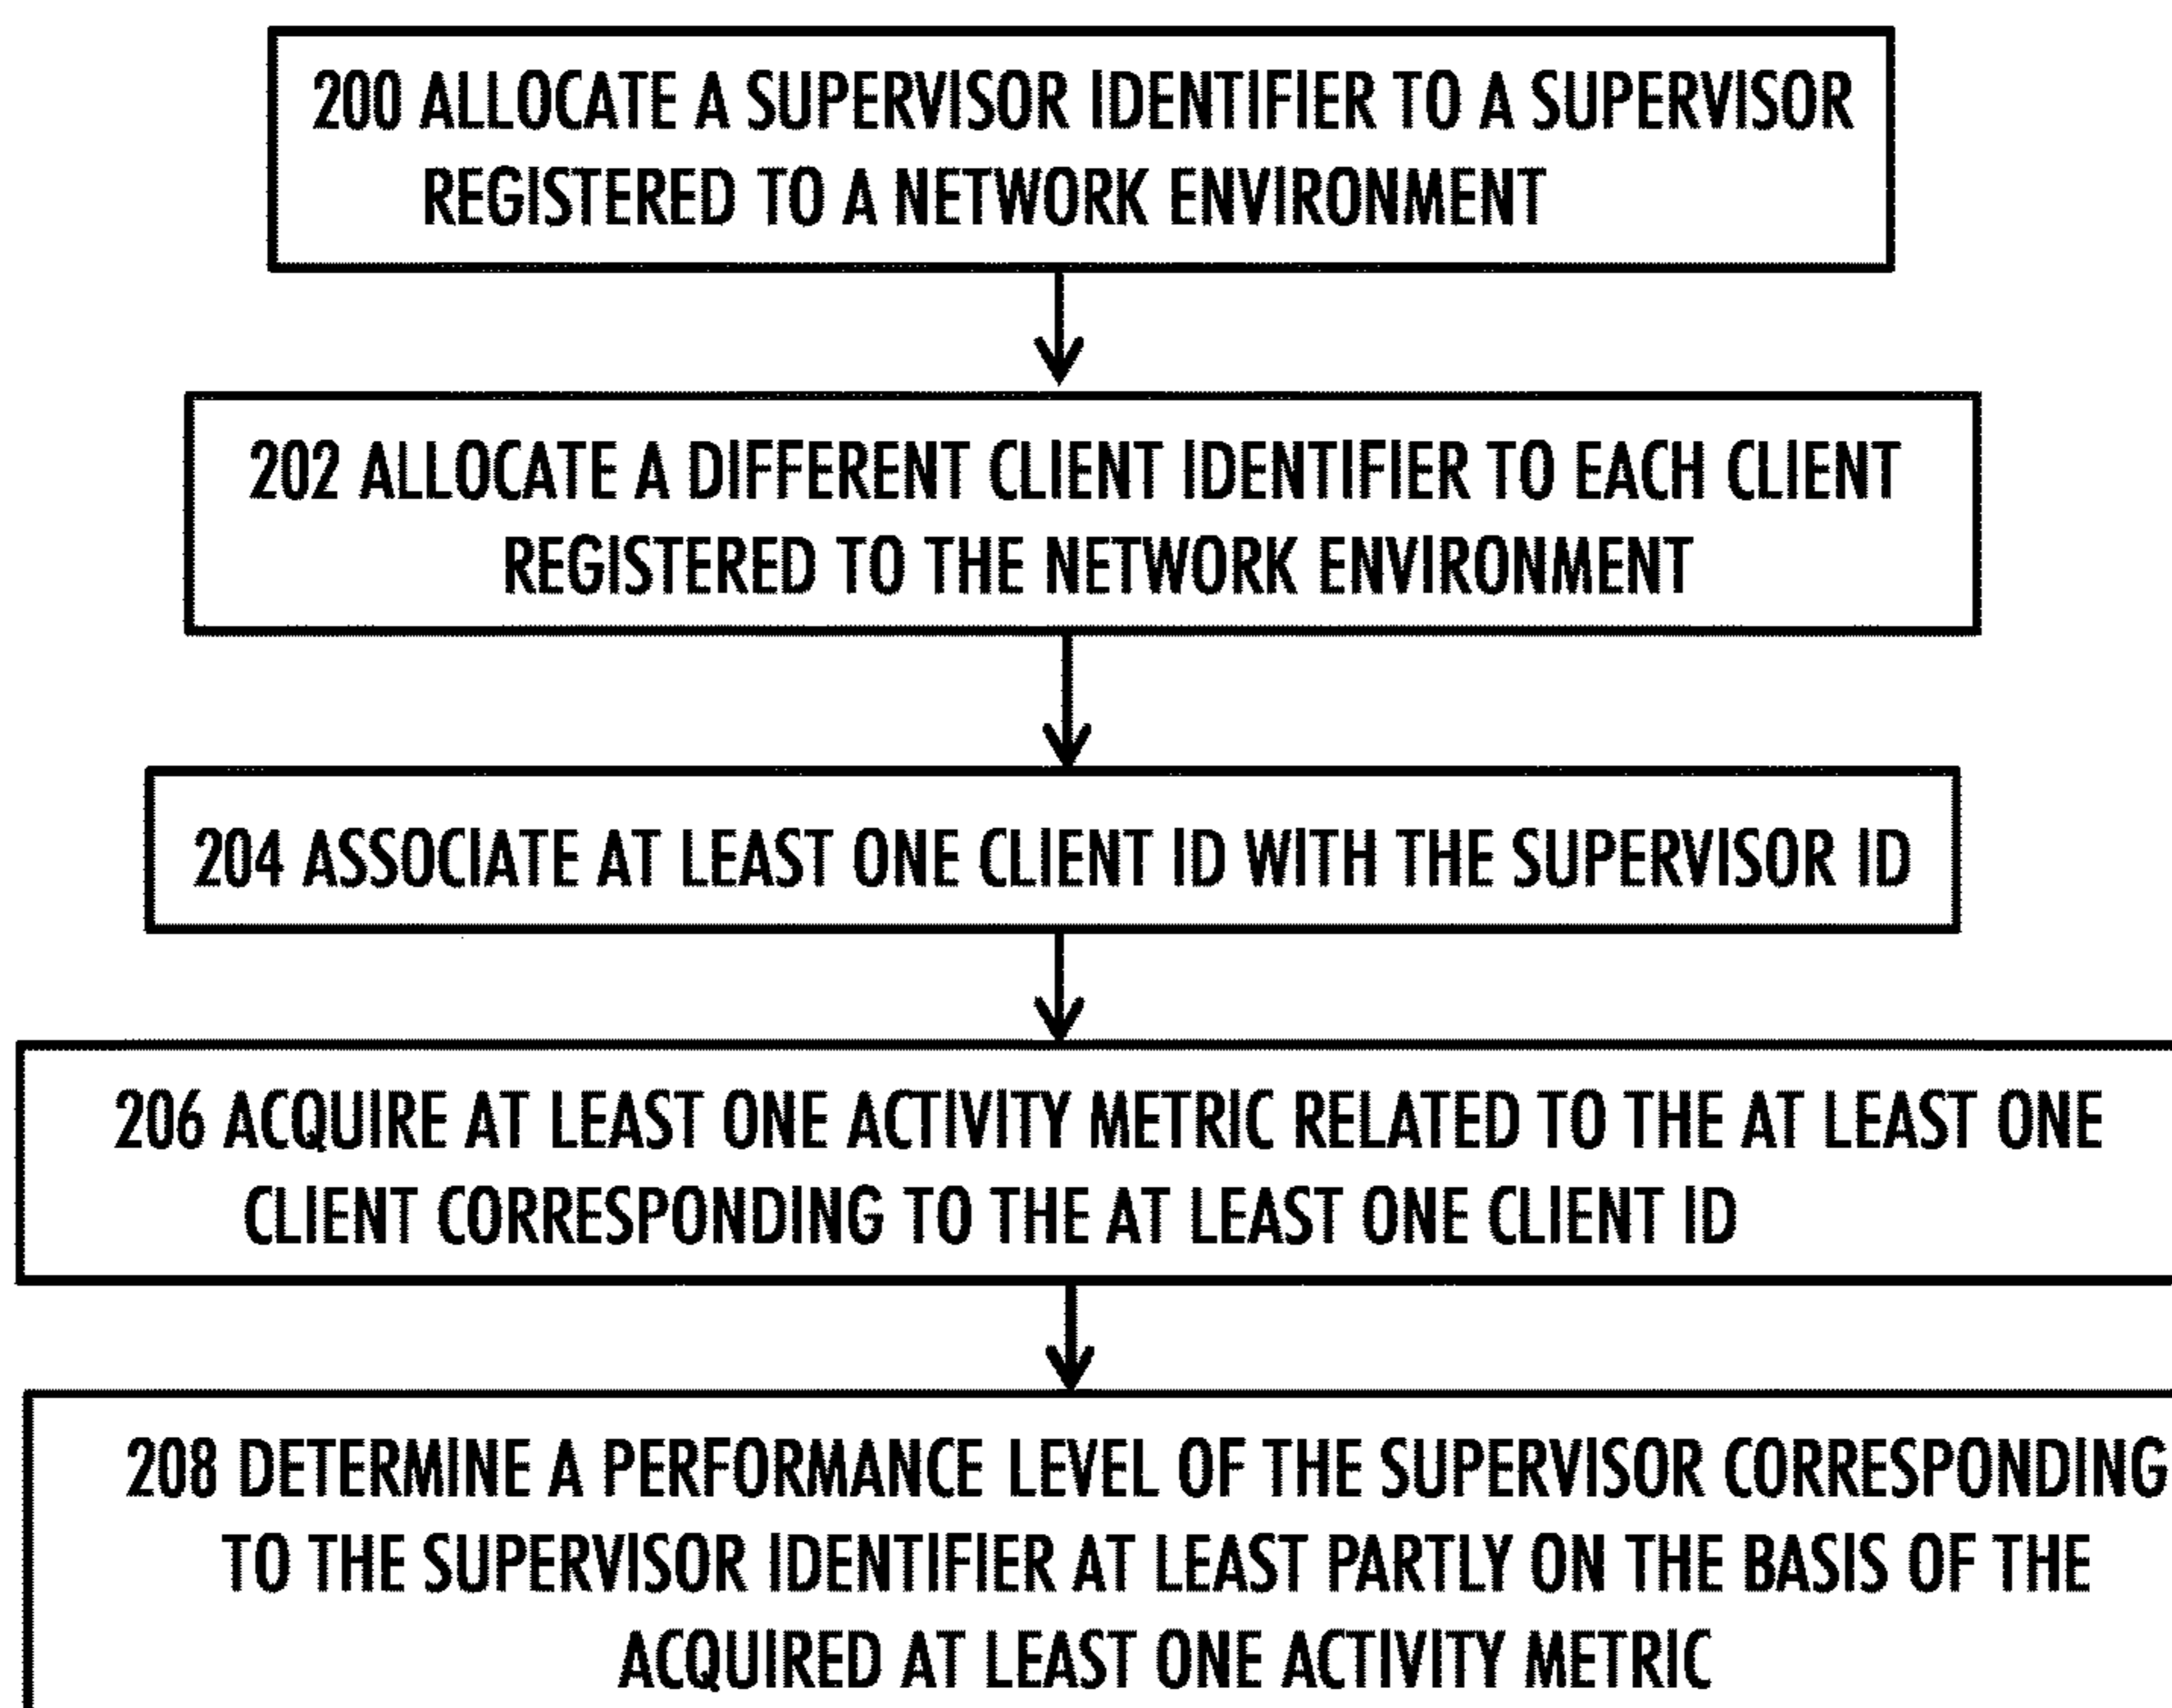 200 ALLOCATE A SUPERVISOR IDENTIFIER TO A SUPERVISOR
REGISTERED TO A NETWORK ENVIRONMENT
202 ALLOCATE A DIFFERENT CLIENT IDENTIFIER TO EACH CLIENT
REGISTERED TO THE NETWORK ENVIRONMENT
204 ASSOCIATE AT LEAST ONE CLIENT ID WITH THE SUPERVISOR ID
206 ACQUIRE AT LEAST ONE ACTIVITY METRIC RELATED TO THE AT LEAST ONE
CLIENT CORRESPONDING TO THE AT LEAST ONE CLIENT ID
208 DETERMINE A PERFORMANCE LEVEL OF THE SUPERVISOR CORRESPONDING
TO THE SUPERVISOR IDENTIFIER AT LEAST PARTLY ON THE BASIS OF THE
ACQUIRED AT LEAST ONE ACTIVITY METRIC